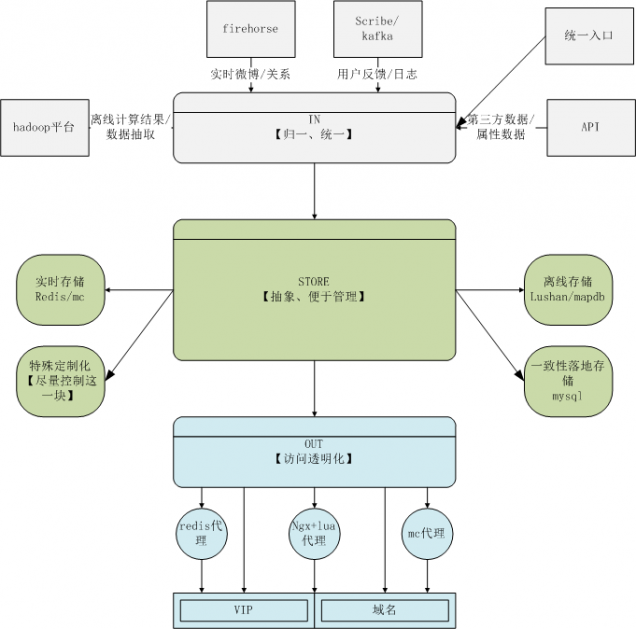 firehorse
Scribe/
kafka
统一入口
实时微博/关系
用户反馈/日志
hadoop平台
离线计算结果/
数据抽取
IN
【归一、统一】
第三方数据/
属性数据
API
STORE
【抽象、便于管理】
实时存储
Redis/mc
离线存储
Lushan/mapdb
特殊定制化
【尽量控制这
一块】
一致性落地存
储
mysql
OUT
【访问透明化】
redis代
理
Ngx+lua
代理
mc代
理
VIP
域名